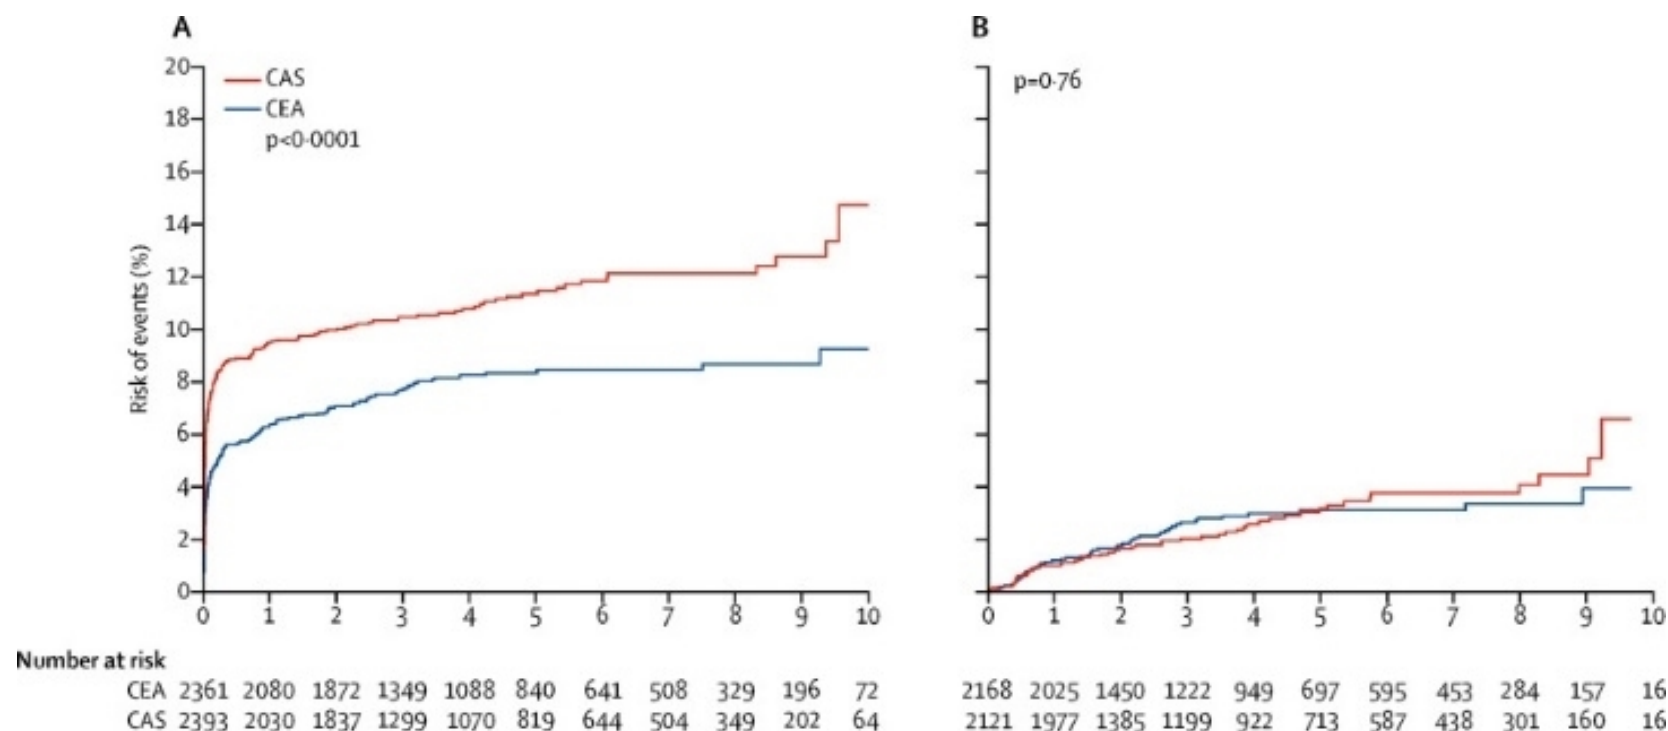 A
B
20
CAS
CEA
p<0·0001
18
16
14
12
10
8
6
4
2
0
Risk of events (%)
p=0·76
0 1 2 3 4 5 6 7 8 9 10
0 1 2 3 4 5 6 7 8 9 10
Number at risk
CEA 2361 2080 1872 1349 1088 840 641 508 329 196 72
2168 2025 1450 1222 949 697 595 453 284 157 16
CAS 2393 2030 1837 1299 1070 819 644 504 349 202 64
2121 1977 1385 1199 922 713 587 438 301 160 16